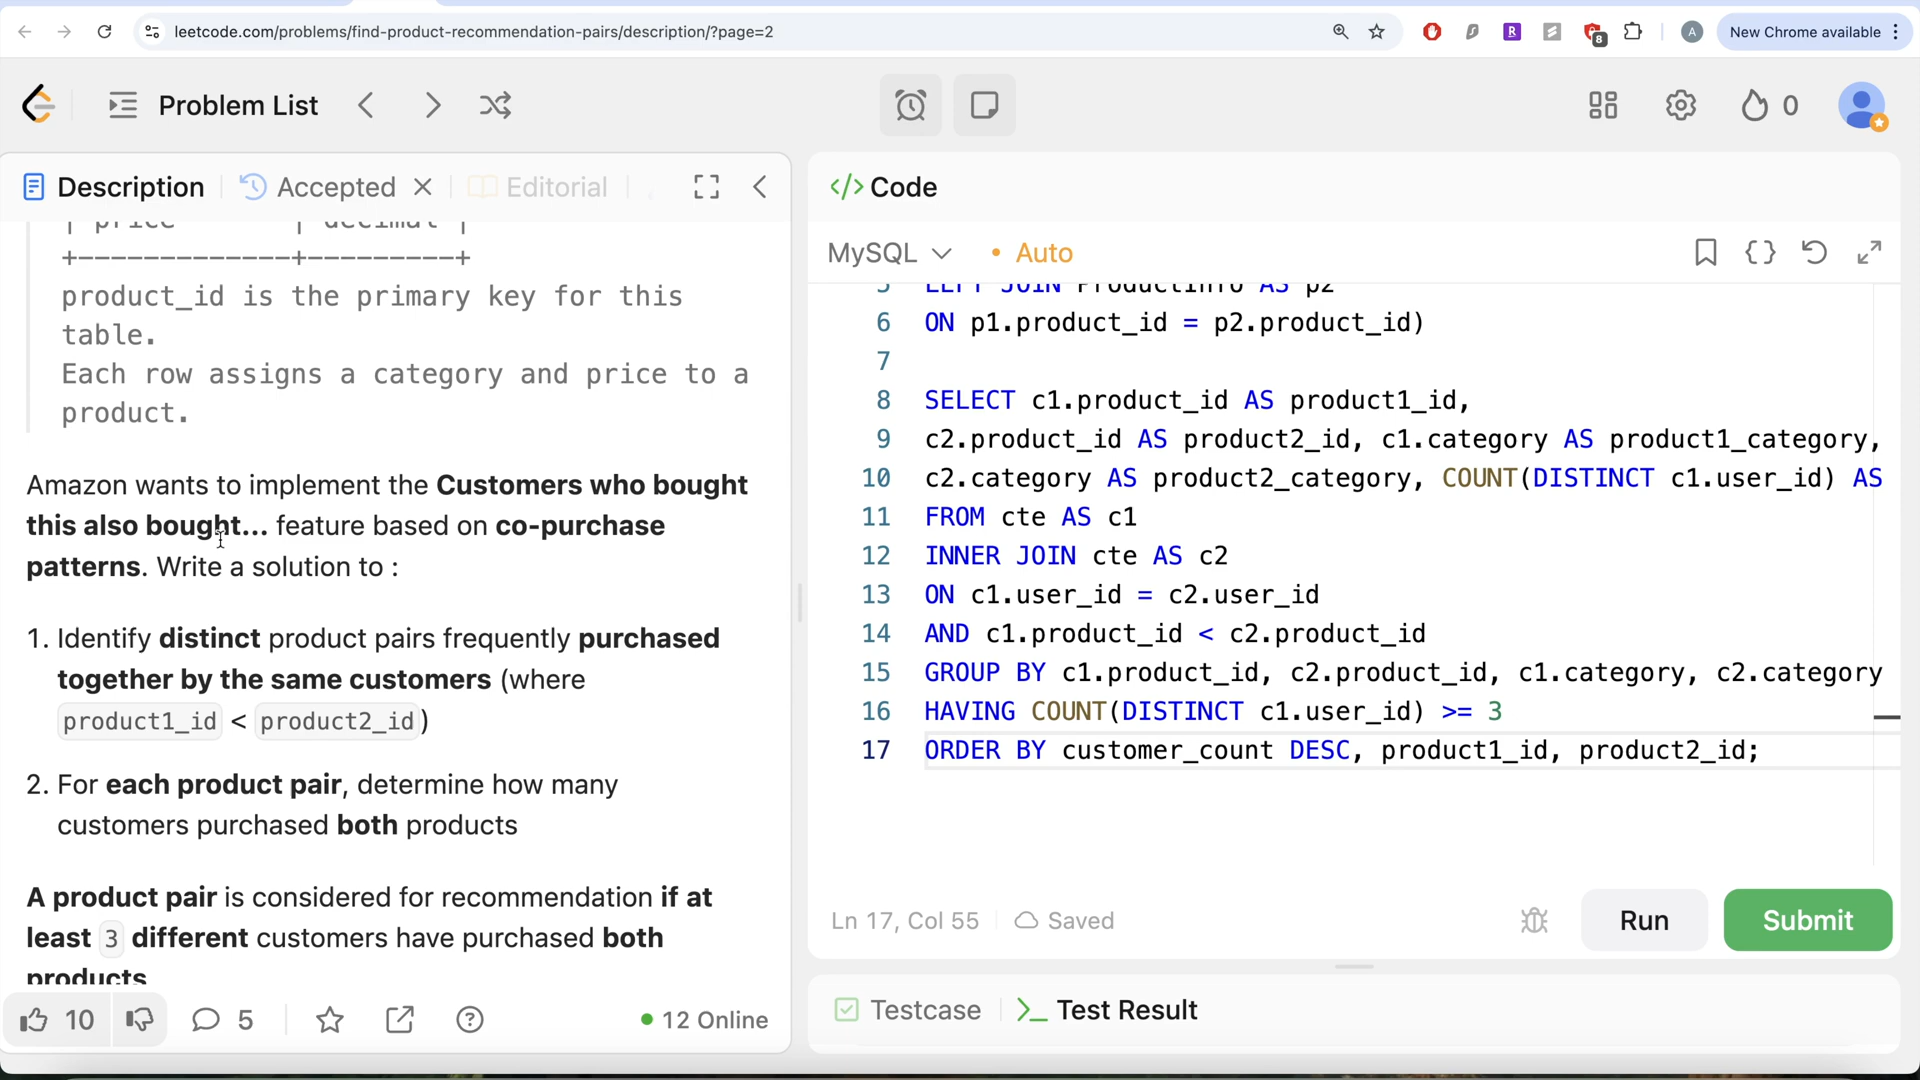 leetcode.com/problems/find-product-recommendation-pairs/description/?page=2
R
8
A
New Chrome available
Problem List
0
Description
Accepted
Editorial
| price | decimal |
+-------------+---------+
product_id is the primary key for this
table.
Each row assigns a category and price to a
product.
Amazon wants to implement the Customers who bought
this also bought... feature based on co-purchase
patterns. Write a solution to :
1. Identify distinct product pairs frequently purchased
together by the same customers (where
product1_id < product2_id)
2. For each product pair, determine how many
customers purchased both products
A product pair is considered for recommendation if at
least 3 different customers have purchased both
products
10
5
12 Online
</> Code
MySQL
• Auto
5 LEFT JOIN ProductInfo AS p2
6 ON p1.product_id = p2.product_id)
7
8 SELECT c1.product_id AS product1_id,
9 c2.product_id AS product2_id, c1.category AS product1_category,
10 c2.category AS product2_category, COUNT(DISTINCT c1.user_id) AS
11 FROM cte AS c1
12 INNER JOIN cte AS c2
13 ON c1.user_id = c2.user_id
14 AND c1.product_id < c2.product_id
15 GROUP BY c1.product_id, c2.product_id, c1.category, c2.category
16 HAVING COUNT(DISTINCT c1.user_id) >= 3
17 ORDER BY customer_count DESC, product1_id, product2_id;
Ln 17, Col 55
Saved
Run
Submit
Testcase
Test Result